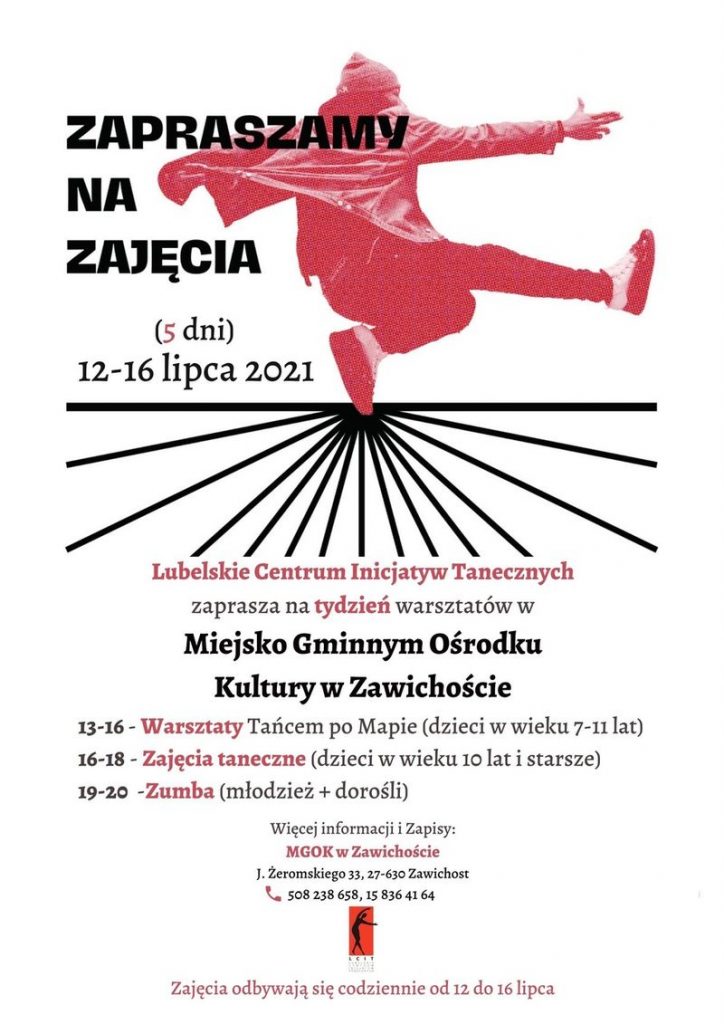 ZAPRASZAMY
NA
ZAJĘCIA
(5 dni)
12-16 lipca 2021
Lubelskie Centrum Inicjatyw Tanecznych
zaprasza na tydzień warsztatów w
Miejsko Gminnym Ośrodku
Kultury w Zawichoście
13-16 - Warsztaty Tańcem po Mapie (dzieci w wieku 7-11 lat)
16-18 - Zajęcia taneczne (dzieci w wieku 10 lat i starsze)
19-20 -Zumba (młodzież + dorośli)
Więcej informacji i Zapisy:
MGOK w Zawichoście
J. Żeromskiego 33, 27-630 Zawichost
508 238 658, 15 836 41 64
LCIT
Zajęcia odbywają się codziennie od 12 do 16 lipca